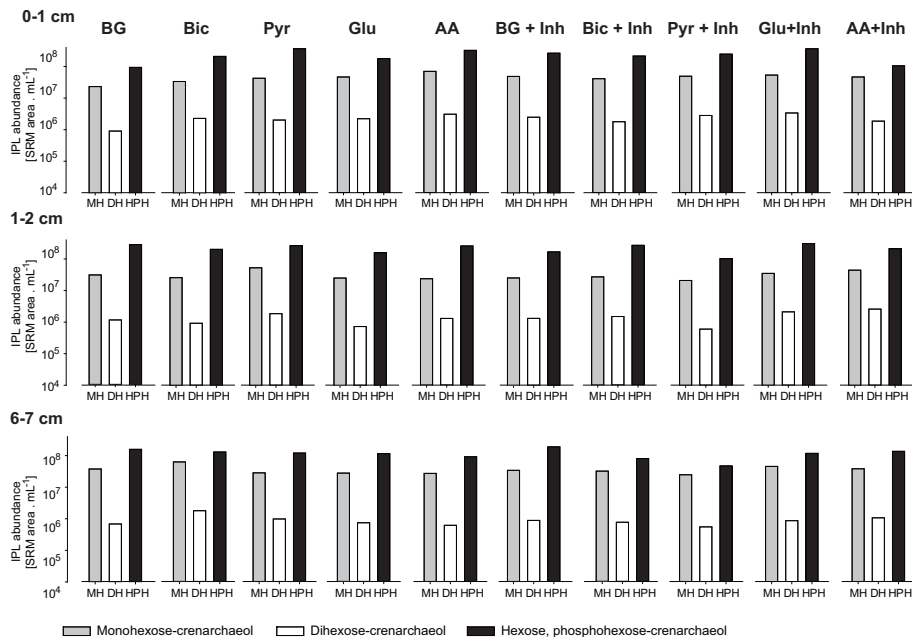 0-1 cm
BG Bic Pyr Glu AA BG + Inh Bic + Inh Pyr + Inh Glu+Inh AA+Inh
IPL abundance
[SRM area . mL-1]
10^8
10^7
10^6
10^5
10^4
MH DH HPH MH DH HPH MH DH HPH MH DH HPH MH DH HPH MH DH HPH MH DH HPH MH DH HPH MH DH HPH MH DH HPH
1-2 cm
IPL abundance
[SRM area . mL-1]
10^8
10^7
10^6
10^5
10^4
MH DH HPH MH DH HPH MH DH HPH MH DH HPH MH DH HPH MH DH HPH MH DH HPH MH DH HPH MH DH HPH MH DH HPH
6-7 cm
IPL abundance
[SRM area . mL-1]
10^8
10^7
10^6
10^5
10^4
MH DH HPH MH DH HPH MH DH HPH MH DH HPH MH DH HPH MH DH HPH MH DH HPH MH DH HPH MH DH HPH MH DH HPH
Monohexose-crenarchaeol Dihexose-crenarchaeol Hexose, phosphohexose-crenarchaeol